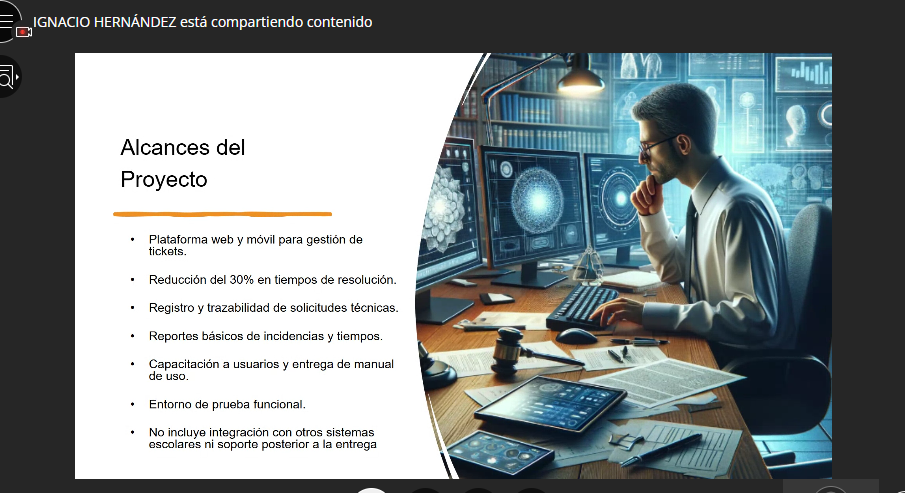 IGNACIO HERNÁNDEZ está compartiendo contenido
Alcances del
Proyecto
• Plataforma web y móvil para gestión de
tickets.
• Reducción del 30% en tiempos de resolución.
• Registro y trazabilidad de solicitudes técnicas.
• Reportes básicos de incidencias y tiempos.
• Capacitación a usuarios y entrega de manual
de uso.
• Entorno de prueba funcional.
• No incluye integración con otros sistemas
escolares ni soporte posterior a la entrega